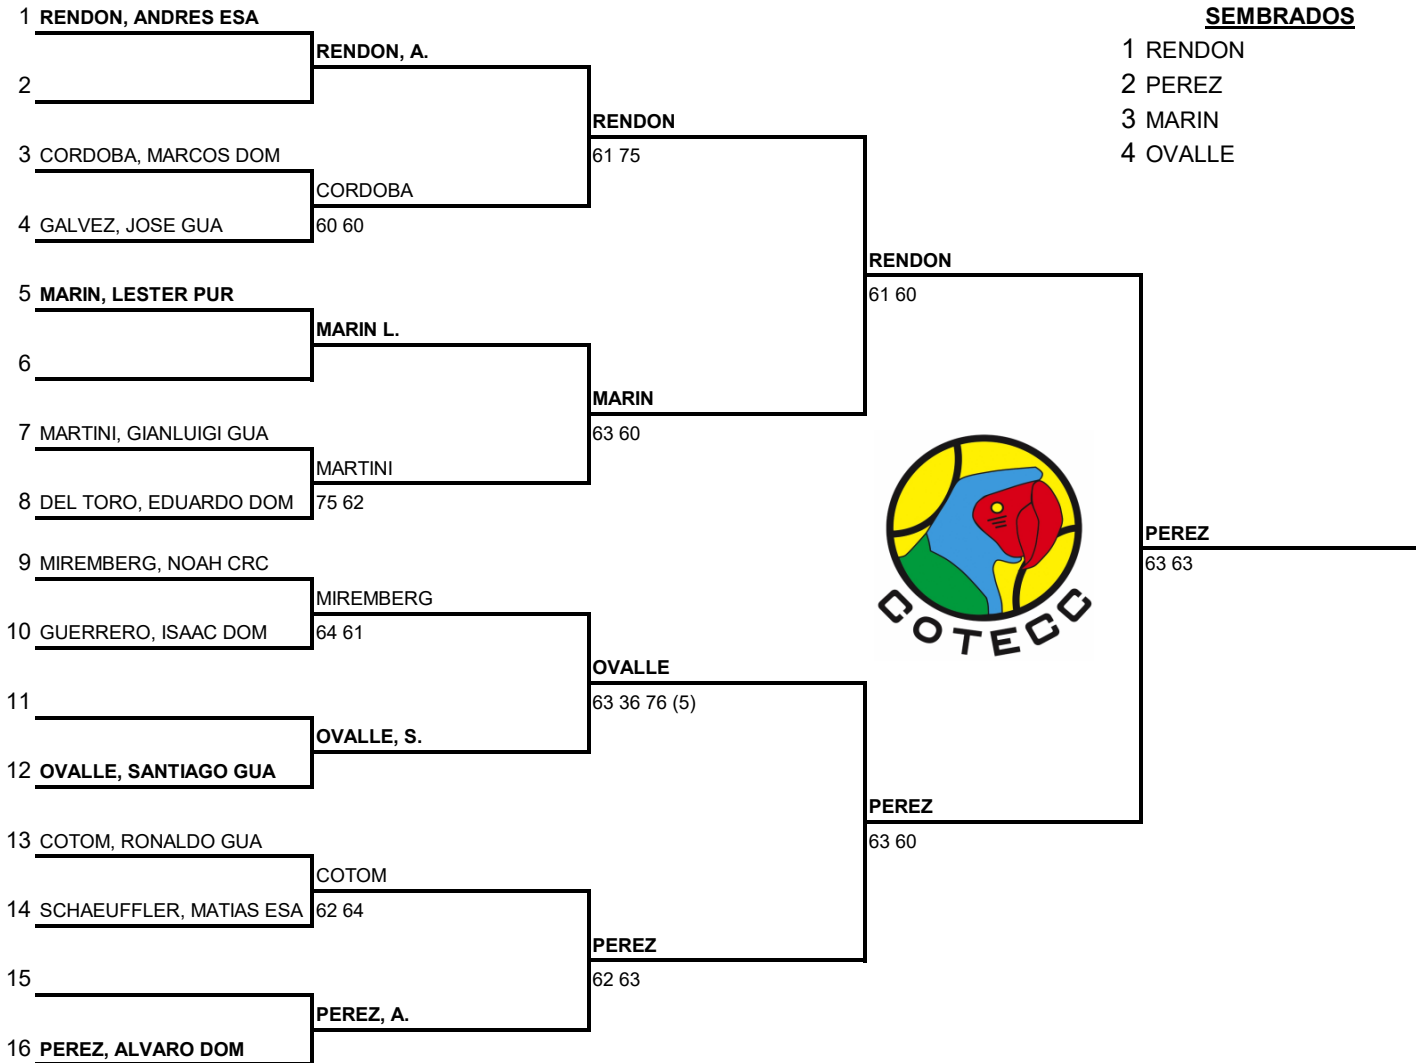 SEMBRADOS
1 RENDON
2 PEREZ
3 MARIN
4 OVALLE
1 RENDON, ANDRES ESA
2
3 CORDOBA, MARCOS DOM
4 GALVEZ, JOSE GUA
5 MARIN, LESTER PUR
6
7 MARTINI, GIANLUIGI GUA
8 DEL TORO, EDUARDO DOM
9 MIREMBERG, NOAH CRC
10 GUERRERO, ISAAC DOM
11
12 OVALLE, SANTIAGO GUA
13 COTOM, RONALDO GUA
14 SCHAEUFFLER, MATIAS ESA
15
16 PEREZ, ALVARO DOM
RENDON, A.
CORDOBA
60 60
MARIN L.
MARTINI
75 62
MIREMBERG
64 61
OVALLE, S.
COTOM
62 64
PEREZ, A.
RENDON
61 75
MARIN
63 60
OVALLE
63 36 76 (5)
PEREZ
62 63
RENDON
61 60
PEREZ
63 60
COTECC
PEREZ
63 63